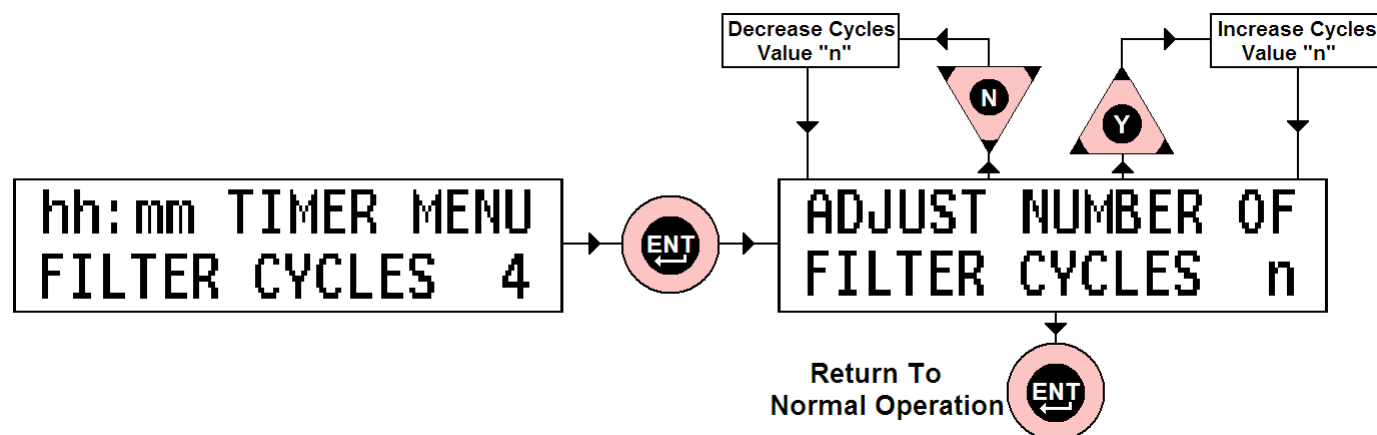 Decrease Cycles
Value "n"
Increase Cycles
Value "n"
N
Y
hh:mm TIMER MENU
FILTER CYCLES 4
ENT
ADJUST NUMBER OF
FILTER CYCLES n
Return To
Normal Operation
ENT